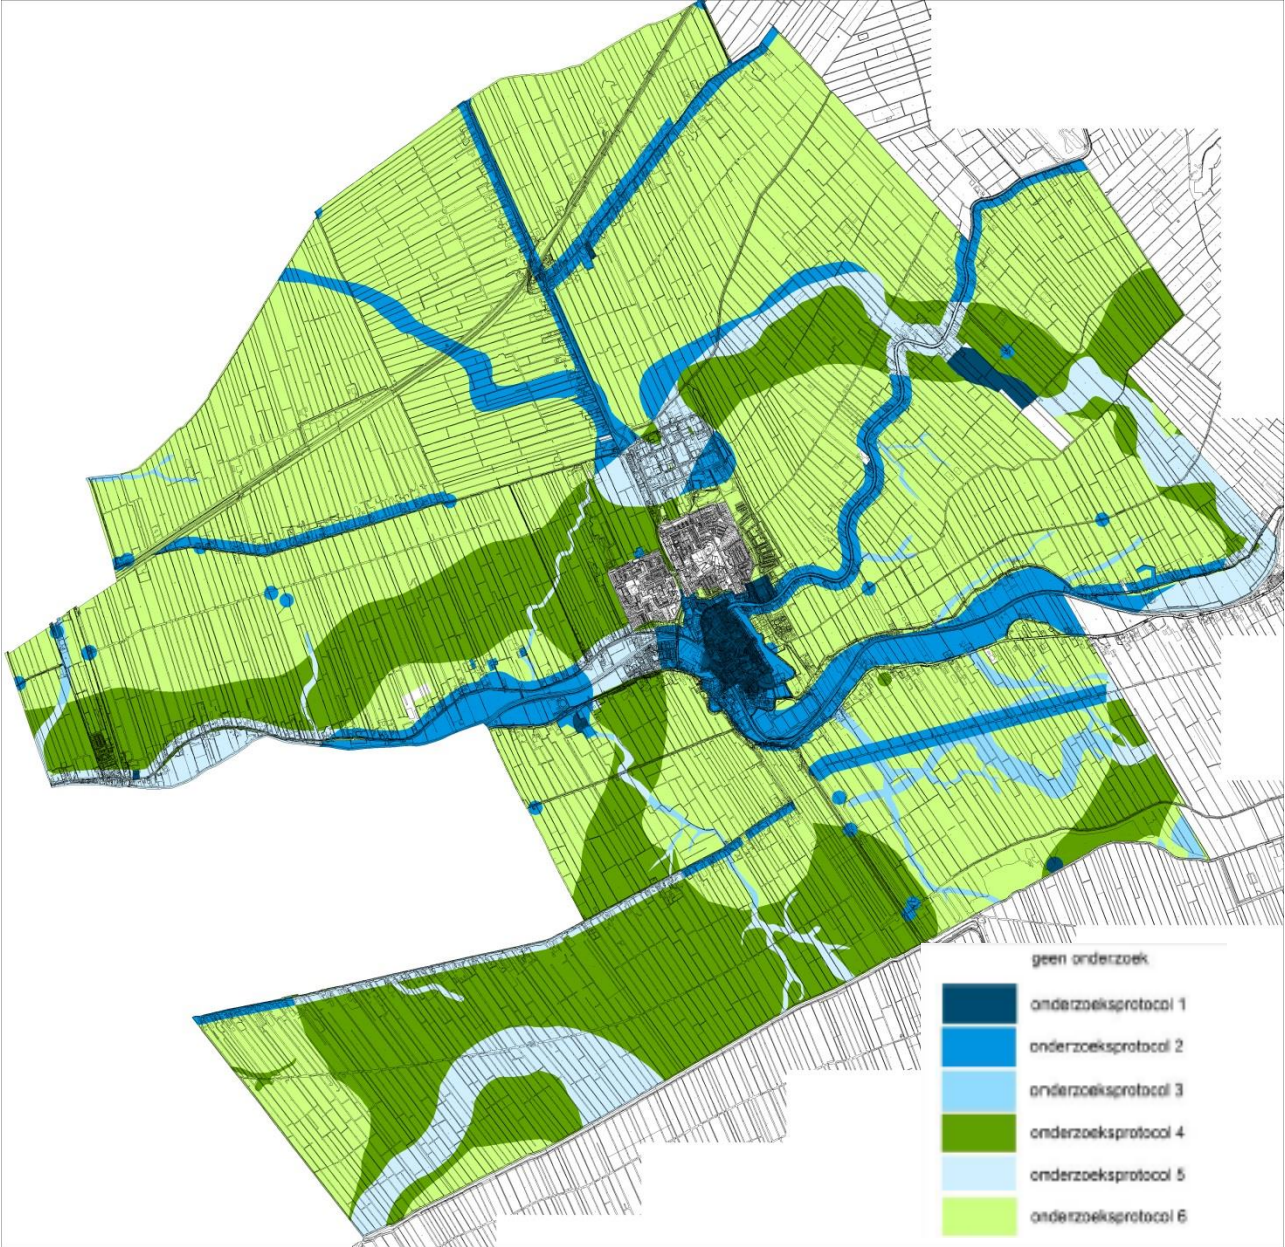 geen onderzoek
onderzoeksprotocol 1
onderzoeksprotocol 2
onderzoeksprotocol 3
onderzoeksprotocol 4
onderzoeksprotocol 5
onderzoeksprotocol 6